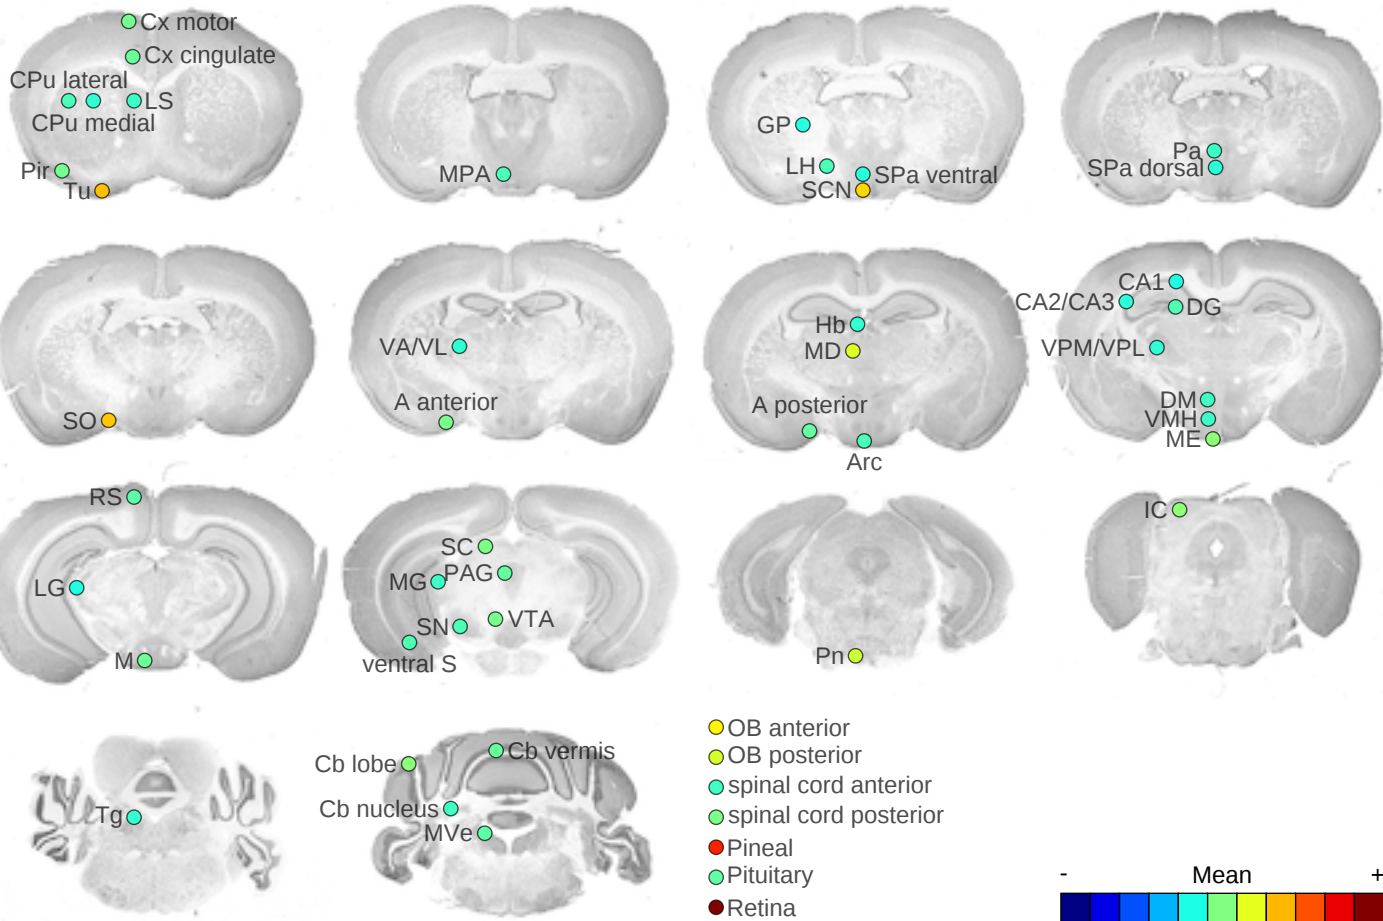 Cx motor
Cx cingulate
CPu lateral
LS
CPu medial
Pir
Tu
MPA
GP
LH
SPa ventral
SCN
Pa
SPa dorsal
SO
VA/VL
A anterior
Hb
MD
A posterior
Arc
CA1
CA2/CA3
DG
VPM/VPL
DM
VMH
ME
RS
LG
M
SC
PAG
MG
VTA
SN
ventral S
Pn
IC
Tg
Cb vermis
Cb lobe
Cb nucleus
MVe
OB anterior
OB posterior
spinal cord anterior
spinal cord posterior
Pineal
Pituitary
Retina
- Mean +